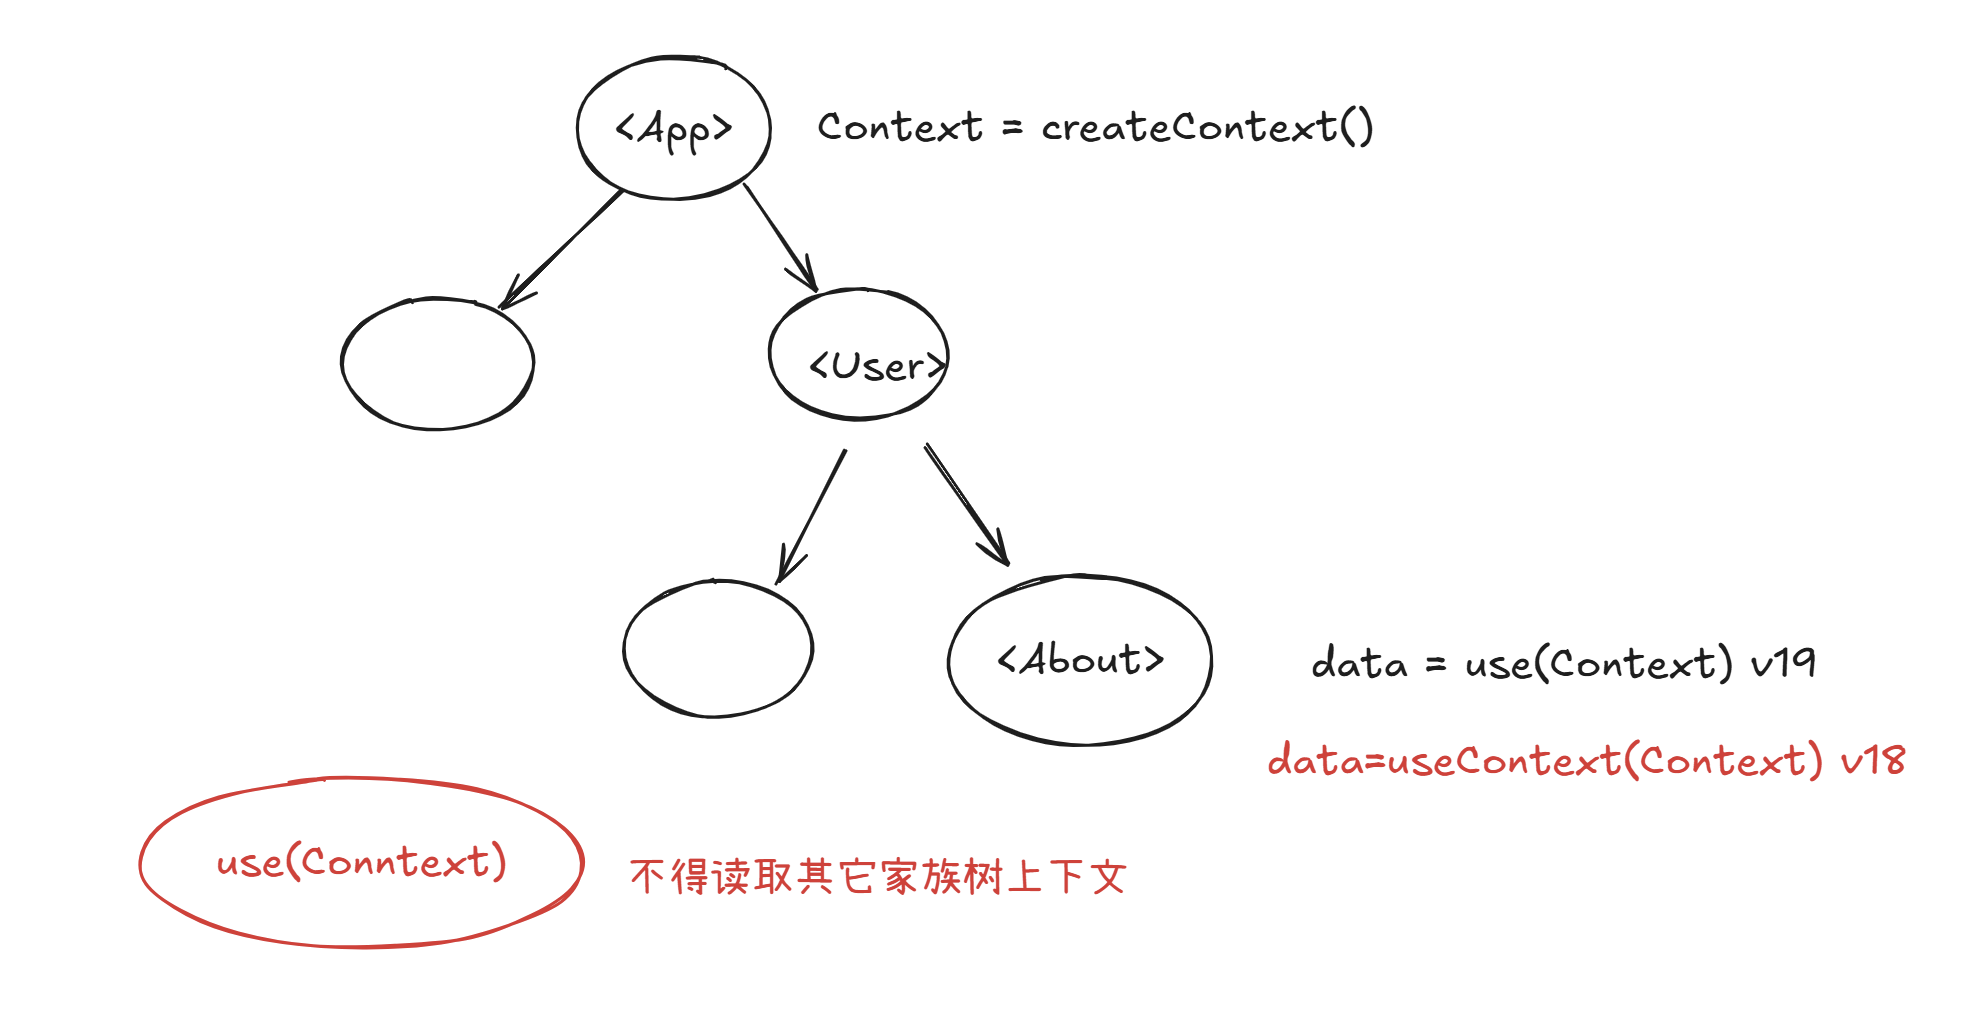 <App>
Context = createContext()
<User>
<About>
data = use(Context) v19
data=useContext(Context) v18
use(Conntext)
不得读取其它家族树上下文